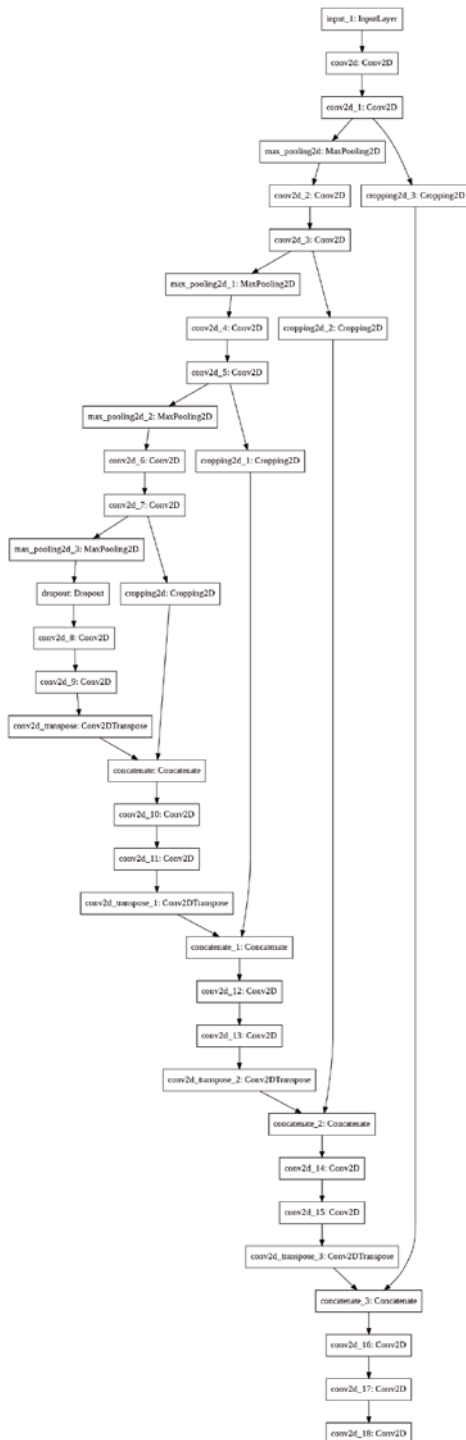 input_1: InputLayer
conv2d: Conv2D
conv2d_1: Conv2D
max_pooling2d: MaxPooling2D
conv2d_2: Conv2D
cropping2d_3: Cropping2D
conv2d_3: Conv2D
max_pooling2d_1: MaxPooling2D
conv2d_4: Conv2D
cropping2d_2: Cropping2D
conv2d_5: Conv2D
max_pooling2d_2: MaxPooling2D
conv2d_6: Conv2D
cropping2d_1: Cropping2D
conv2d_7: Conv2D
max_pooling2d_3: MaxPooling2D
dropout: Dropout
cropping2d: Cropping2D
conv2d_8: Conv2D
conv2d_9: Conv2D
conv2d_transpose: Conv2DTranspose
concatenate: Concatenate
conv2d_10: Conv2D
conv2d_11: Conv2D
conv2d_transpose_1: Conv2DTranspose
concatenate_1: Concatenate
conv2d_12: Conv2D
conv2d_13: Conv2D
conv2d_transpose_2: Conv2DTranspose
concatenate_2: Concatenate
conv2d_14: Conv2D
conv2d_15: Conv2D
conv2d_transpose_3: Conv2DTranspose
concatenate_3: Concatenate
conv2d_16: Conv2D
conv2d_17: Conv2D
conv2d_18: Conv2D